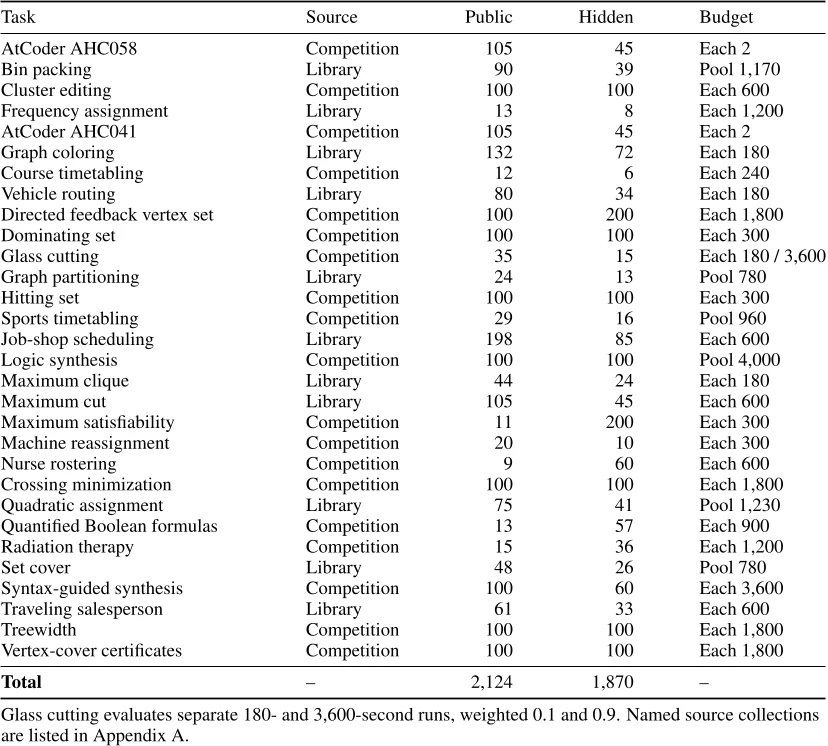 Task Source Public Hidden Budget
AtCoder AHC058 Competition 105 45 Each 2
Bin packing Library 90 39 Pool 1,170
Cluster editing Competition 100 100 Each 600
Frequency assignment Library 13 8 Each 1,200
AtCoder AHC041 Competition 105 45 Each 2
Graph coloring Library 132 72 Each 180
Course timetabling Competition 12 6 Each 240
Vehicle routing Library 80 34 Each 180
Directed feedback vertex set Competition 100 200 Each 1,800
Dominating set Competition 100 100 Each 300
Glass cutting Competition 35 15 Each 180 / 3,600
Graph partitioning Library 24 13 Pool 780
Hitting set Competition 100 100 Each 300
Sports timetabling Competition 29 16 Pool 960
Job-shop scheduling Library 198 85 Each 600
Logic synthesis Competition 100 100 Pool 4,000
Maximum clique Library 44 24 Each 180
Maximum cut Library 105 45 Each 600
Maximum satisfiability Competition 11 200 Each 300
Machine reassignment Competition 20 10 Each 300
Nurse rostering Competition 9 60 Each 600
Crossing minimization Competition 100 100 Each 1,800
Quadratic assignment Library 75 41 Pool 1,230
Quantified Boolean formulas Competition 13 57 Each 900
Radiation therapy Competition 15 36 Each 1,200
Set cover Library 48 26 Pool 780
Syntax-guided synthesis Competition 100 60 Each 3,600
Traveling salesperson Library 61 33 Each 600
Treewidth Competition 100 100 Each 1,800
Vertex-cover certificates Competition 100 100 Each 1,800
Total – 2,124 1,870 –
Glass cutting evaluates separate 180- and 3,600-second runs, weighted 0.1 and 0.9. Named source collections
are listed in Appendix A.